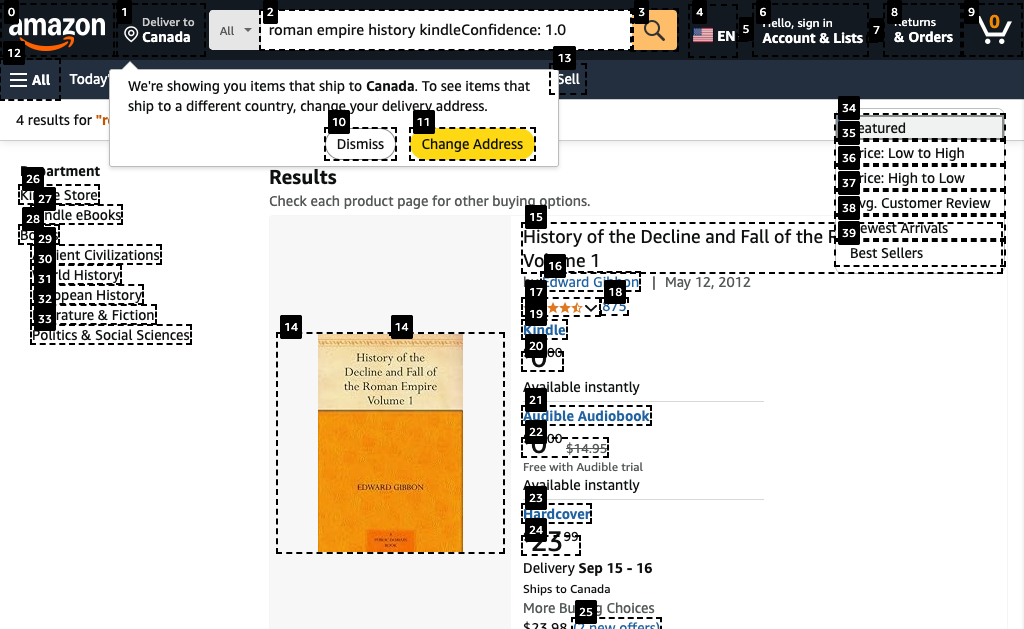 0
1
2
3
4
5
6
7
8
9
12
amazon
Deliver to
Canada
All
roman empire history kindleConfidence: 1.0
EN
Hello, sign in
Account & Lists
Returns
& Orders
0
13
All
Today'
Sell
We're showing you items that ship to Canada. To see items that
ship to a different country, change your delivery address.
10
11
Dismiss
Change Address
4 results for "ro
34
Featured
35
Price: Low to High
36
Price: High to Low
37
Avg. Customer Review
38
Newest Arrivals
39
Best Sellers
Department
26
Kindle Store
27
Kindle eBooks
28
Books
29
Ancient Civilizations
30
World History
31
European History
32
Literature & Fiction
33
Politics & Social Sciences
Results
Check each product page for other buying options.
14
14
History of the
Decline and Fall of
the Roman Empire
Volume 1
EDWARD GIBBON
A
PUBLIC DOMAIN
BOOK
15
History of the Decline and Fall of the R
Volume 1
16
by Edward Gibbon | May 12, 2012
17
18
875
19
Kindle
20
0 00
Available instantly
21
Audible Audiobook
22
0 00 $14.95
Free with Audible trial
Available instantly
23
Hardcover
24
23 99
Delivery Sep 15 - 16
Ships to Canada
More Buying Choices
25
$23.98 (2 new offers)